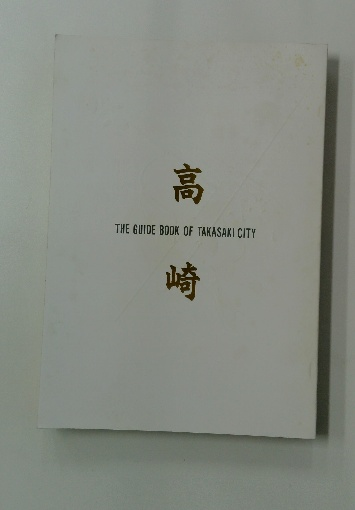 高
THE GUIDE BOOK OF TAKASAKI CITY
崎